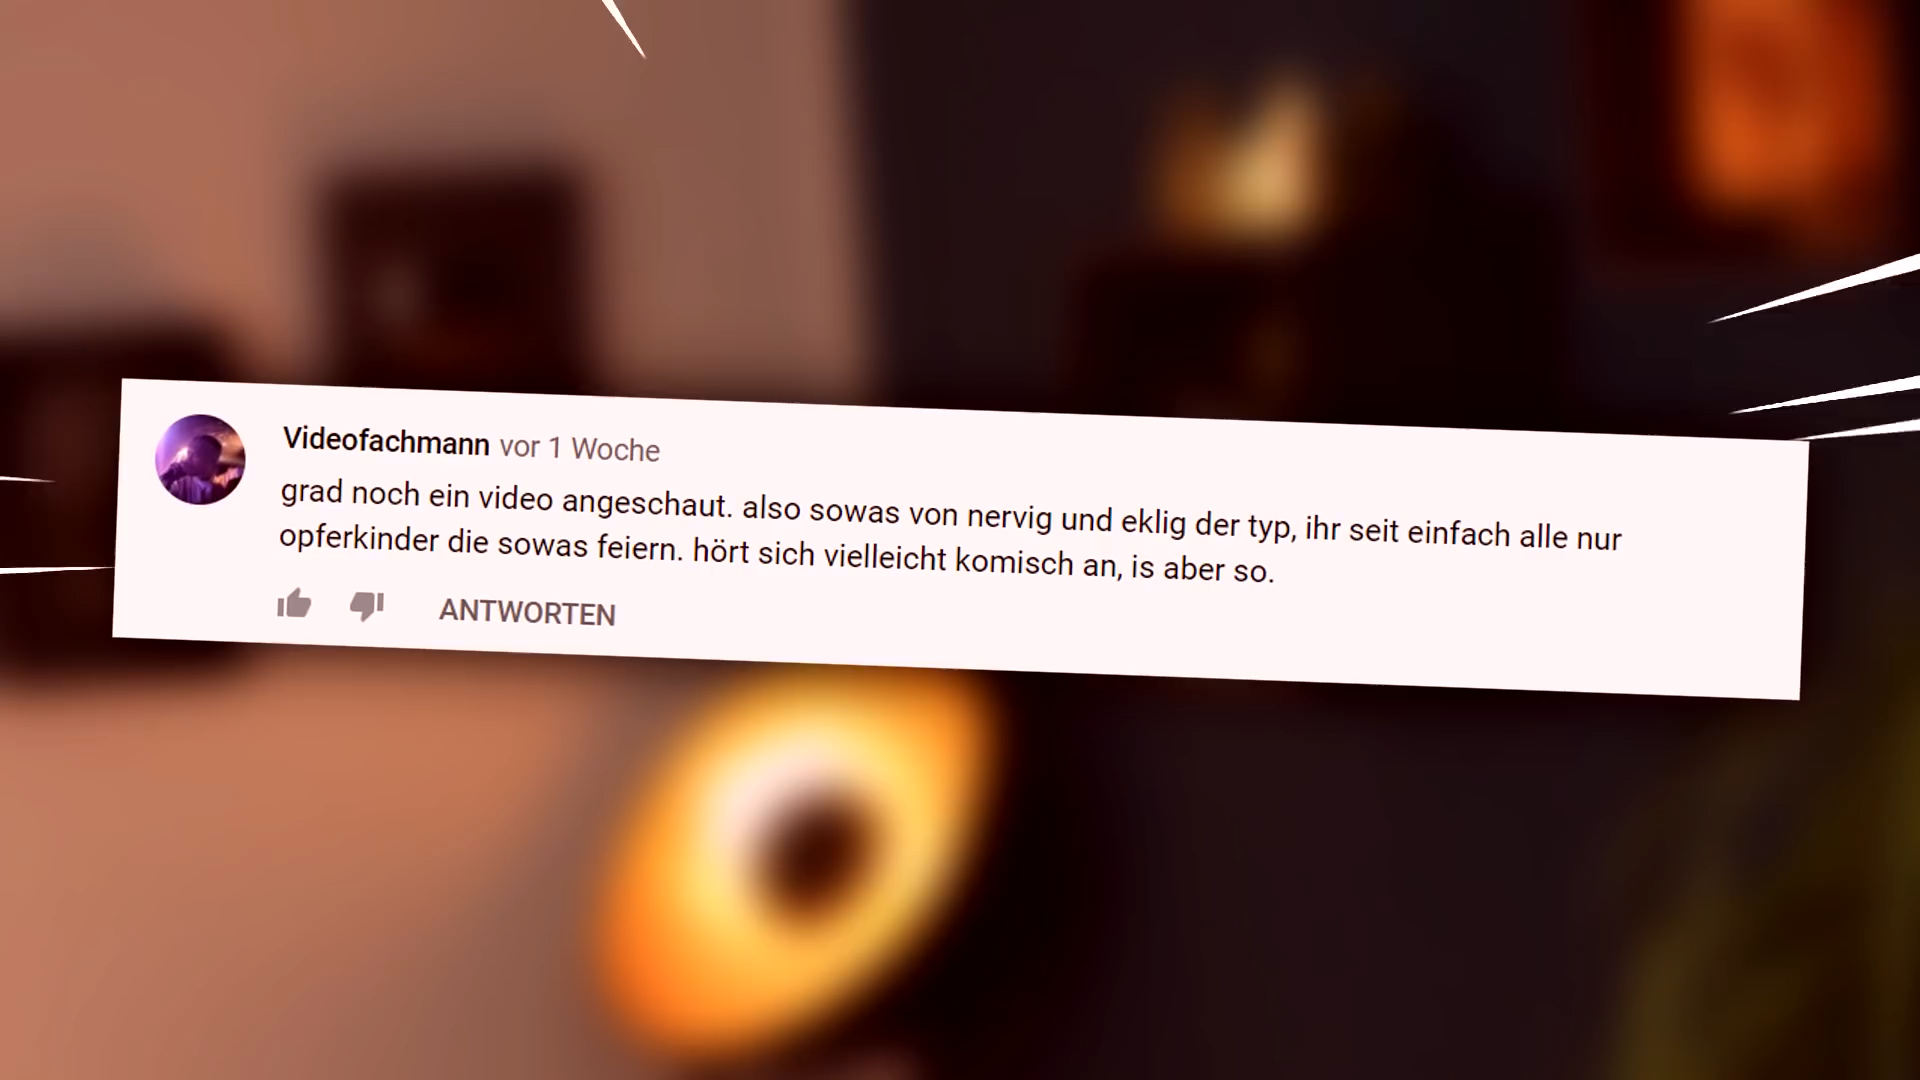 Videofachmann vor 1 Woche
grad noch ein video angeschaut. also sowas von nervig und eklig der typ, ihr seit einfach alle nur
opferkinder die sowas feiern. hört sich vielleicht komisch an, is aber so.
ANTWORTEN